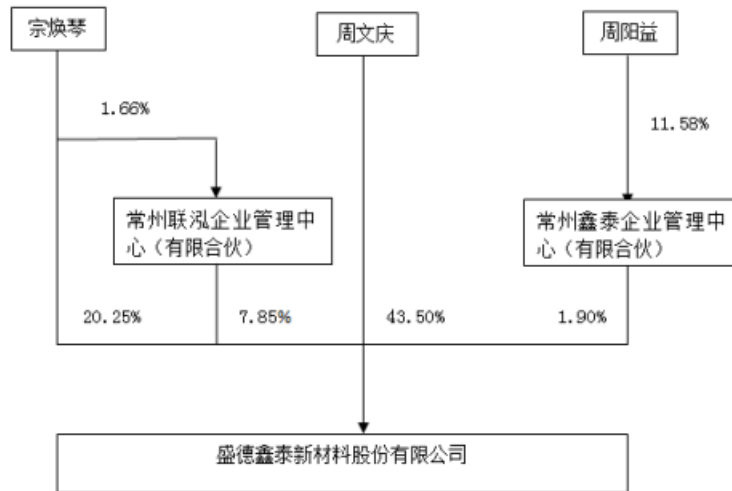 宗焕琴
周文庆
周阳益
1.66%
11.58%
常州联泓企业管理中
心（有限合伙）
常州鑫泰企业管理中
心（有限合伙）
20.25%
7.85%
43.50%
1.90%
盛德鑫泰新材料股份有限公司